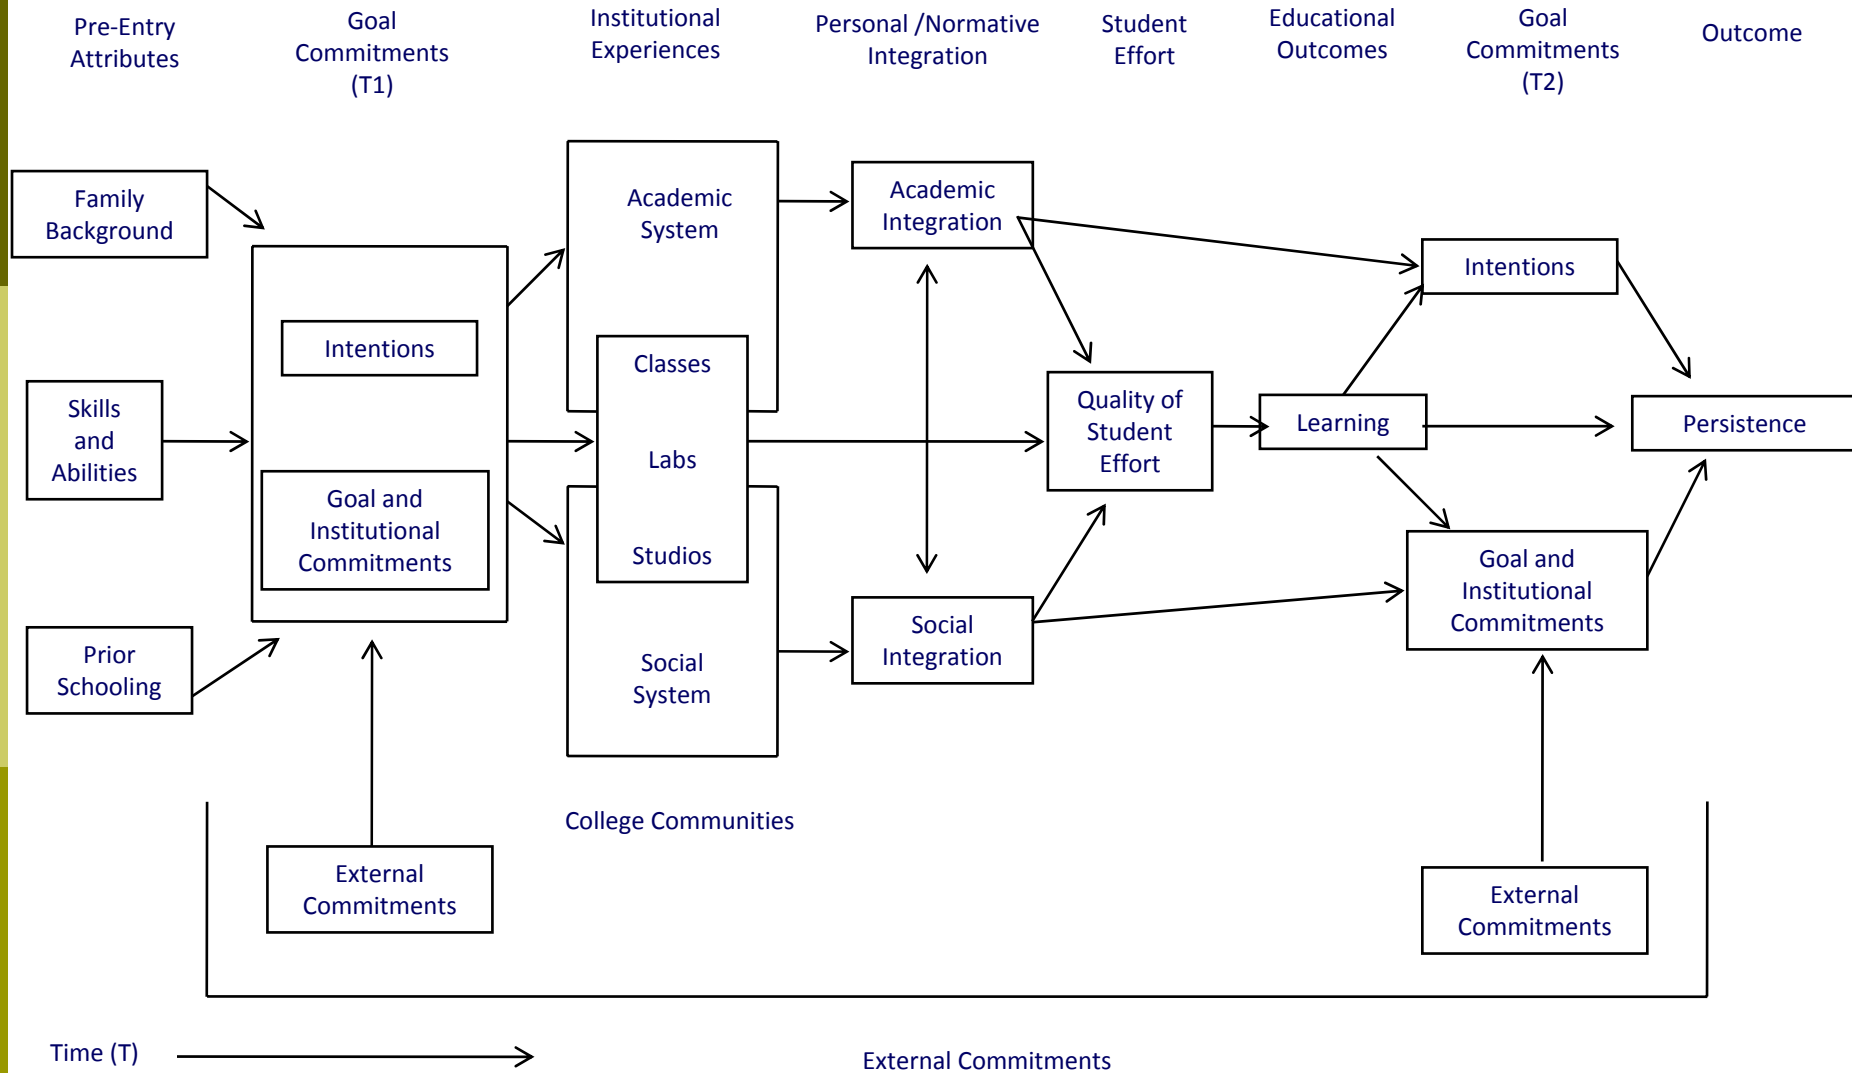 Pre-Entry
Attributes
Goal
Commitments
(T1)
Institutional
Experiences
Personal /Normative
Integration
Student
Effort
Educational
Outcomes
Goal
Commitments
(T2)
Outcome
Family
Background
Skills
and
Abilities
Prior
Schooling
Intentions
Goal and
Institutional
Commitments
External
Commitments
Academic
System
Classes
Labs
Studios
Social
System
College Communities
Academic
Integration
Social
Integration
Quality of
Student
Effort
Learning
Intentions
Goal and
Institutional
Commitments
External
Commitments
Persistence
Time (T)
External Commitments